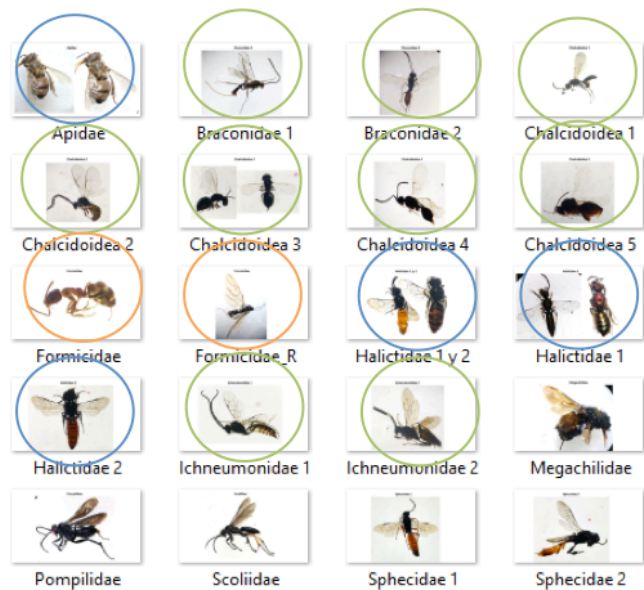 Apidae Braconidae 1 Braconidae 2 Chalcidoidea 1
Chalcidoidea 2 Chalcidoidea 3 Chalcidoidea 4 Chalcidoidea 5
Formicidae Formicidae_R Halictidae 1 y 2 Halictidae 1
Halictidae 2 Ichneumonidae 1 Ichneumonidae 2 Megachilidae
Pompilidae Scoliidae Sphecidae 1 Sphecidae 2